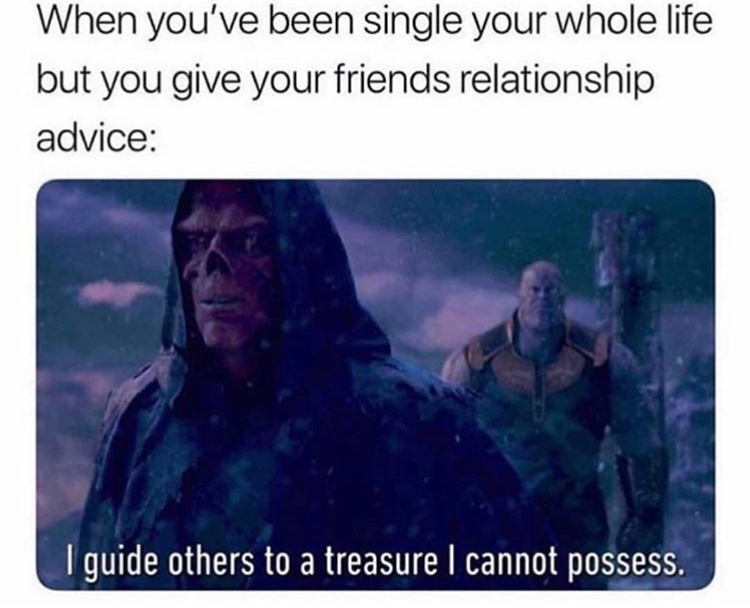 When you've been single your whole life
but you give your friends relationship
advice:
I guide others to a treasure I cannot possess.